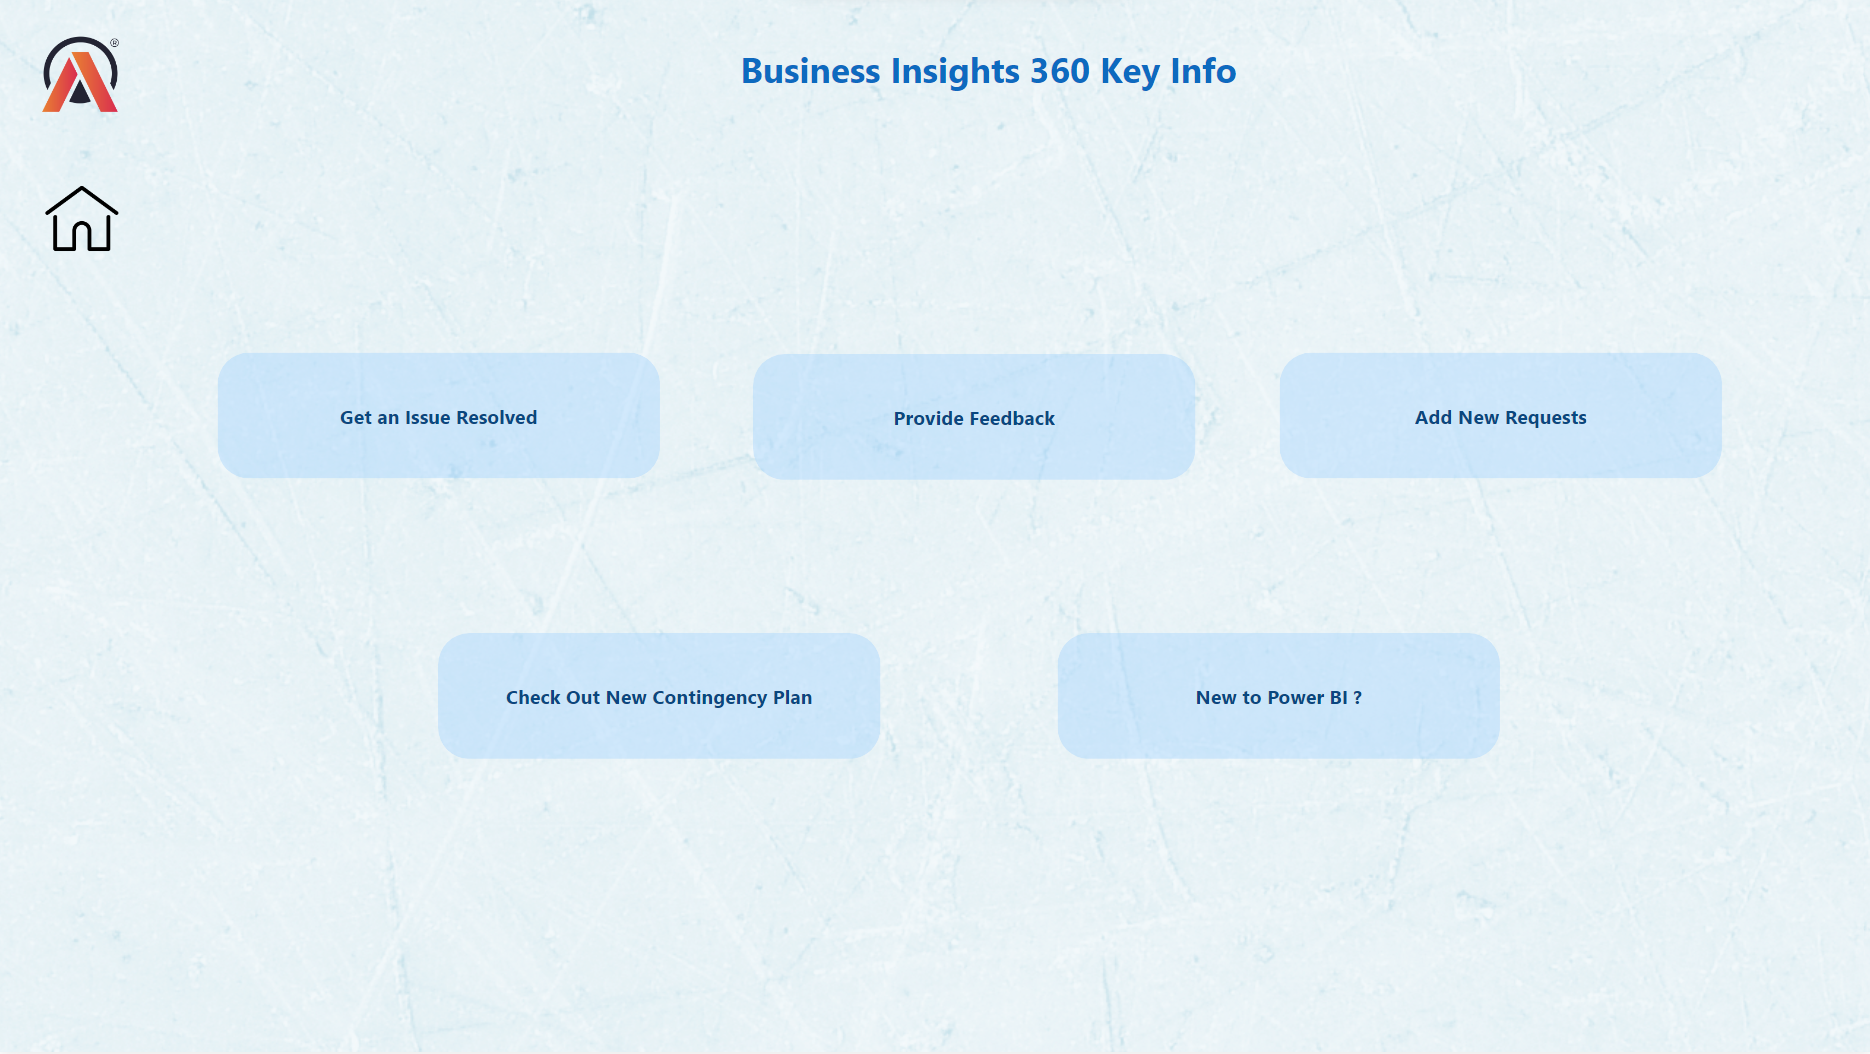 Business Insights 360 Key Info
Get an Issue Resolved
Provide Feedback
Add New Requests
Check Out New Contingency Plan
New to Power BI ?